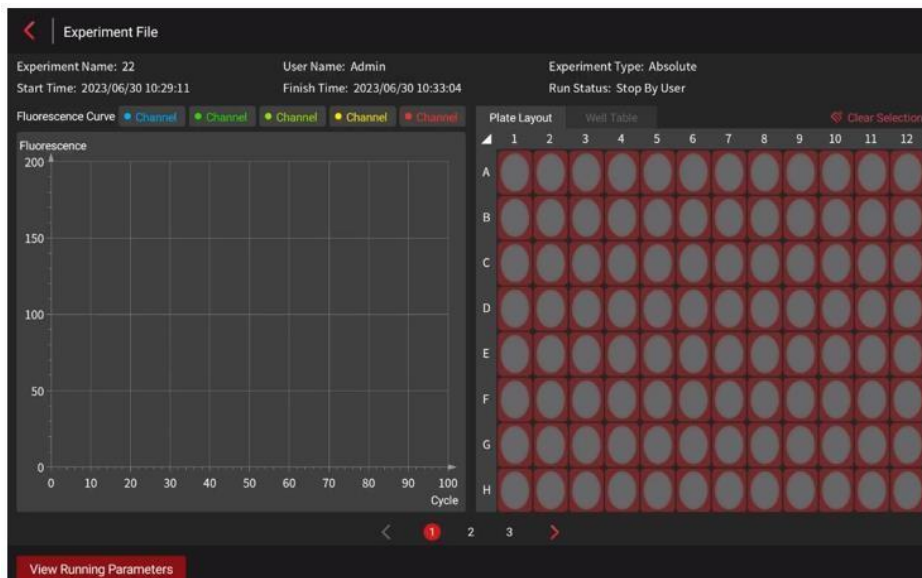 Experiment File
Experiment Name: 22
User Name: Admin
Experiment Type: Absolute
Start Time: 2023/06/30 10:29:11
Finish Time: 2023/06/30 10:33:04
Run Status: Stop By User
Fluorescence Curve
Channel
Channel
Channel
Channel
Channel
Fluorescence
200
150
100
50
0
0 10 20 30 40 50 60 70 80 90 100
Cycle
Plate Layout
Well Table
Clear Selection
1 2 3 4 5 6 7 8 9 10 11 12
A
B
C
D
E
F
G
H
1 2 3
View Running Parameters